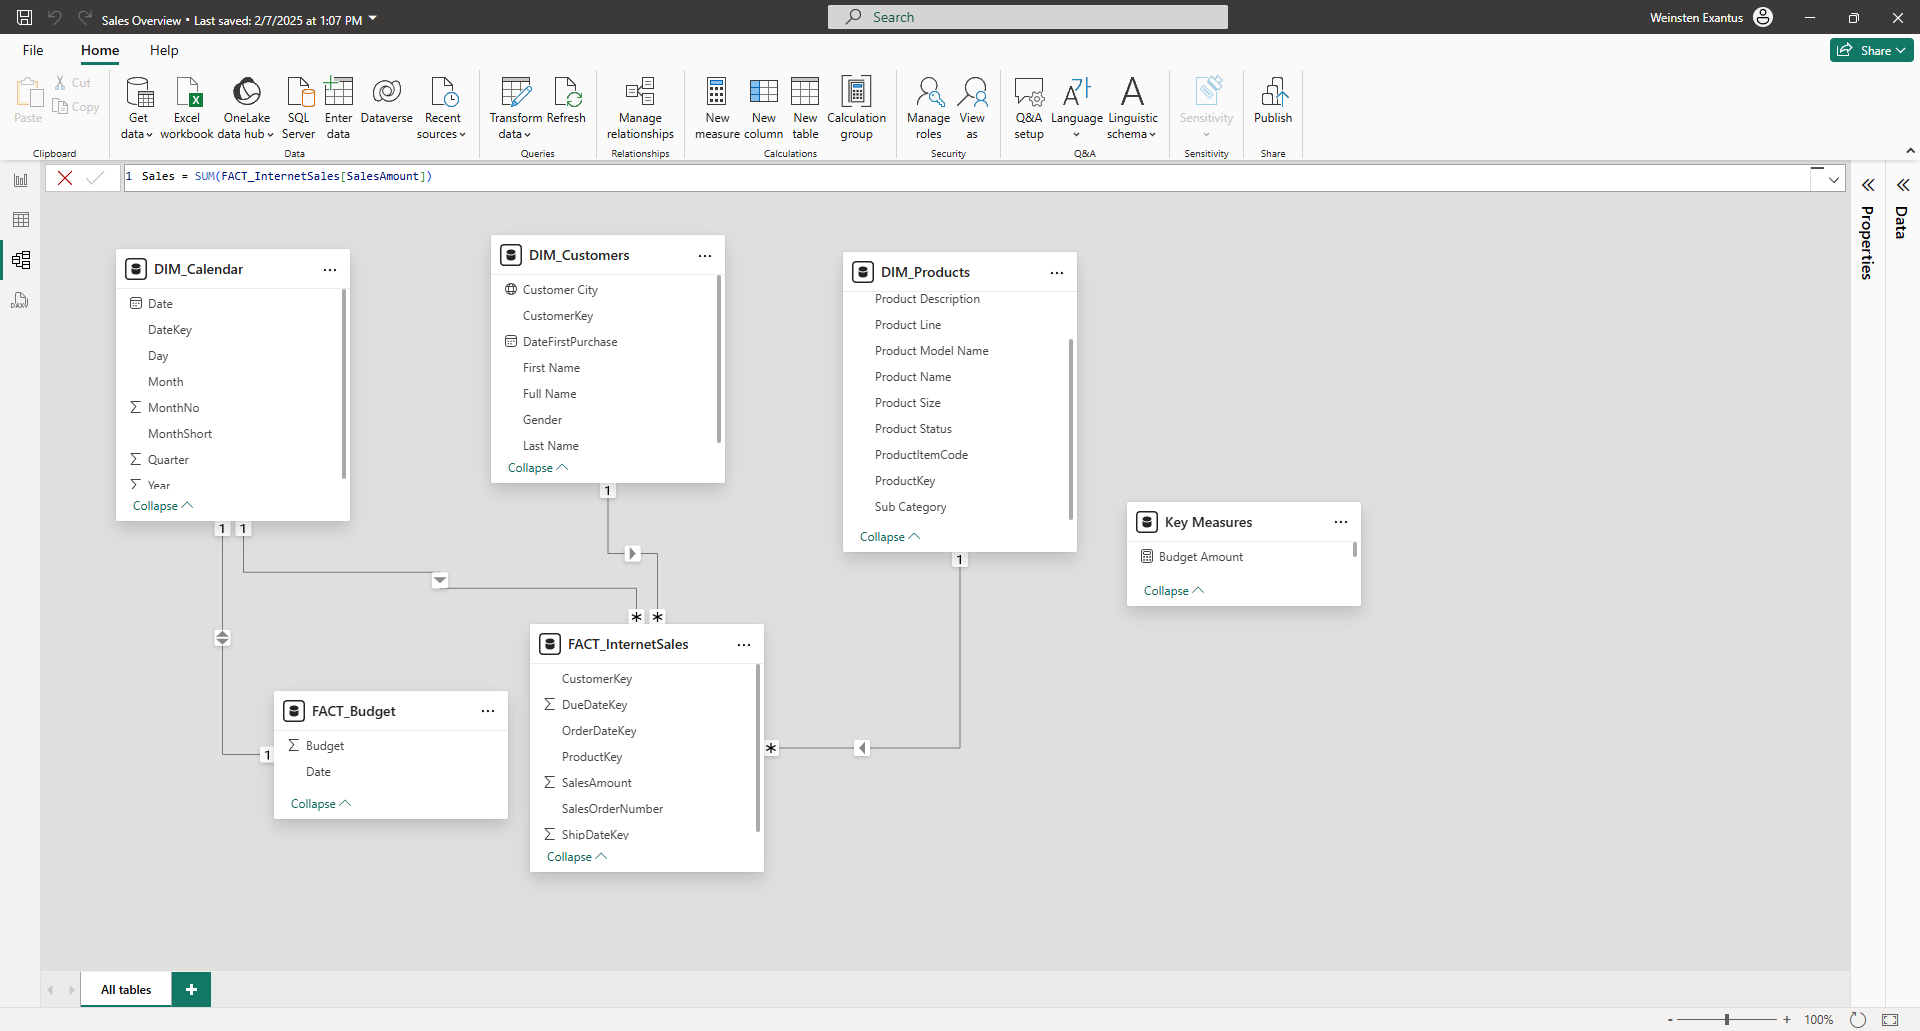 Sales Overview • Last saved: 2/7/2025 at 1:07 PM
Search
Weinsten Exantus
File
Home
Help
Share
Paste
Cut
Copy
Clipboard
Get data
Excel workbook
OneLake data hub
SQL Server
Enter data
Dataverse
Recent sources
Data
Transform data
Refresh
Queries
Manage relationships
Relationships
New measure
New column
New table
Calculation group
Calculations
Manage roles
View as
Security
Q&A setup
Language
Linguistic schema
Q&A
Sensitivity
Sensitivity
Publish
Share
1 Sales = SUM(FACT_InternetSales[SalesAmount])
DAX
DIM_Calendar
Date
DateKey
Day
Month
MonthNo
MonthShort
Quarter
Year
Collapse
1 1
DIM_Customers
Customer City
CustomerKey
DateFirstPurchase
First Name
Full Name
Gender
Last Name
Collapse
1
DIM_Products
Product Description
Product Line
Product Model Name
Product Name
Product Size
Product Status
ProductItemCode
ProductKey
Sub Category
Collapse
1
Key Measures
Budget Amount
Collapse
FACT_Budget
Budget
Date
Collapse
1
* *
FACT_InternetSales
CustomerKey
DueDateKey
OrderDateKey
ProductKey
SalesAmount
SalesOrderNumber
ShipDateKey
Collapse
*
Properties
Data
All tables
+
- + 100%